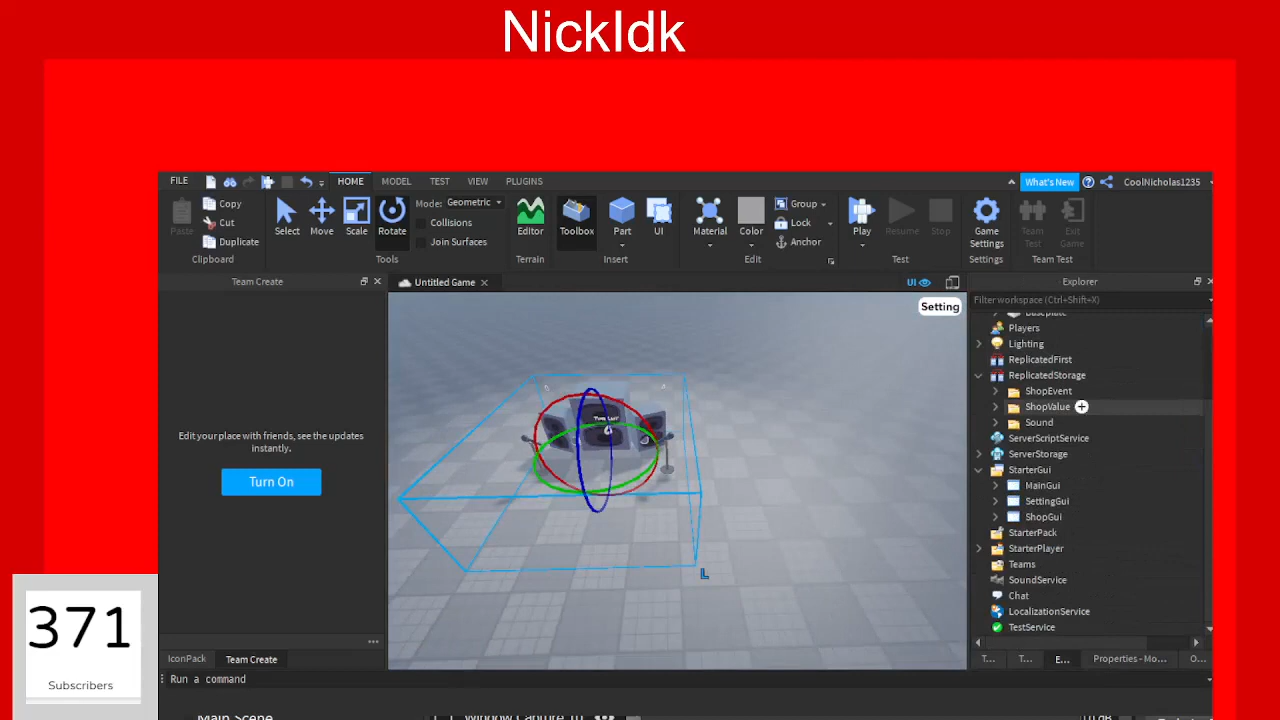 NickIdk
FILE HOME MODEL TEST VIEW PLUGINS What's New CoolNicholas1235
Paste Copy Cut Duplicate Clipboard
Select Move Scale Rotate Mode: Geometric Collisions Join Surfaces Tools
Editor Terrain
Toolbox Part UI Insert
Material Color Group Lock Anchor Edit
Play Resume Stop Test
Game Settings Settings
Team Test Exit Game Team Test
Team Create
Untitled Game
UI
Explorer
Setting
Filter workspace (Ctrl+Shift+X)
Baseplate
Players
Lighting
ReplicatedFirst
ReplicatedStorage
ShopEvent
ShopValue
Sound
ServerScriptService
ServerStorage
StarterGui
MainGui
SettingGui
ShopGui
StarterPack
StarterPlayer
Teams
SoundService
Chat
LocalizationService
TestService
Edit your place with friends, see the updates
instantly.
Turn On
L
IconPack Team Create
T... T... E... Properties - Mo... O...
Run a command
371
Subscribers
Main Scene